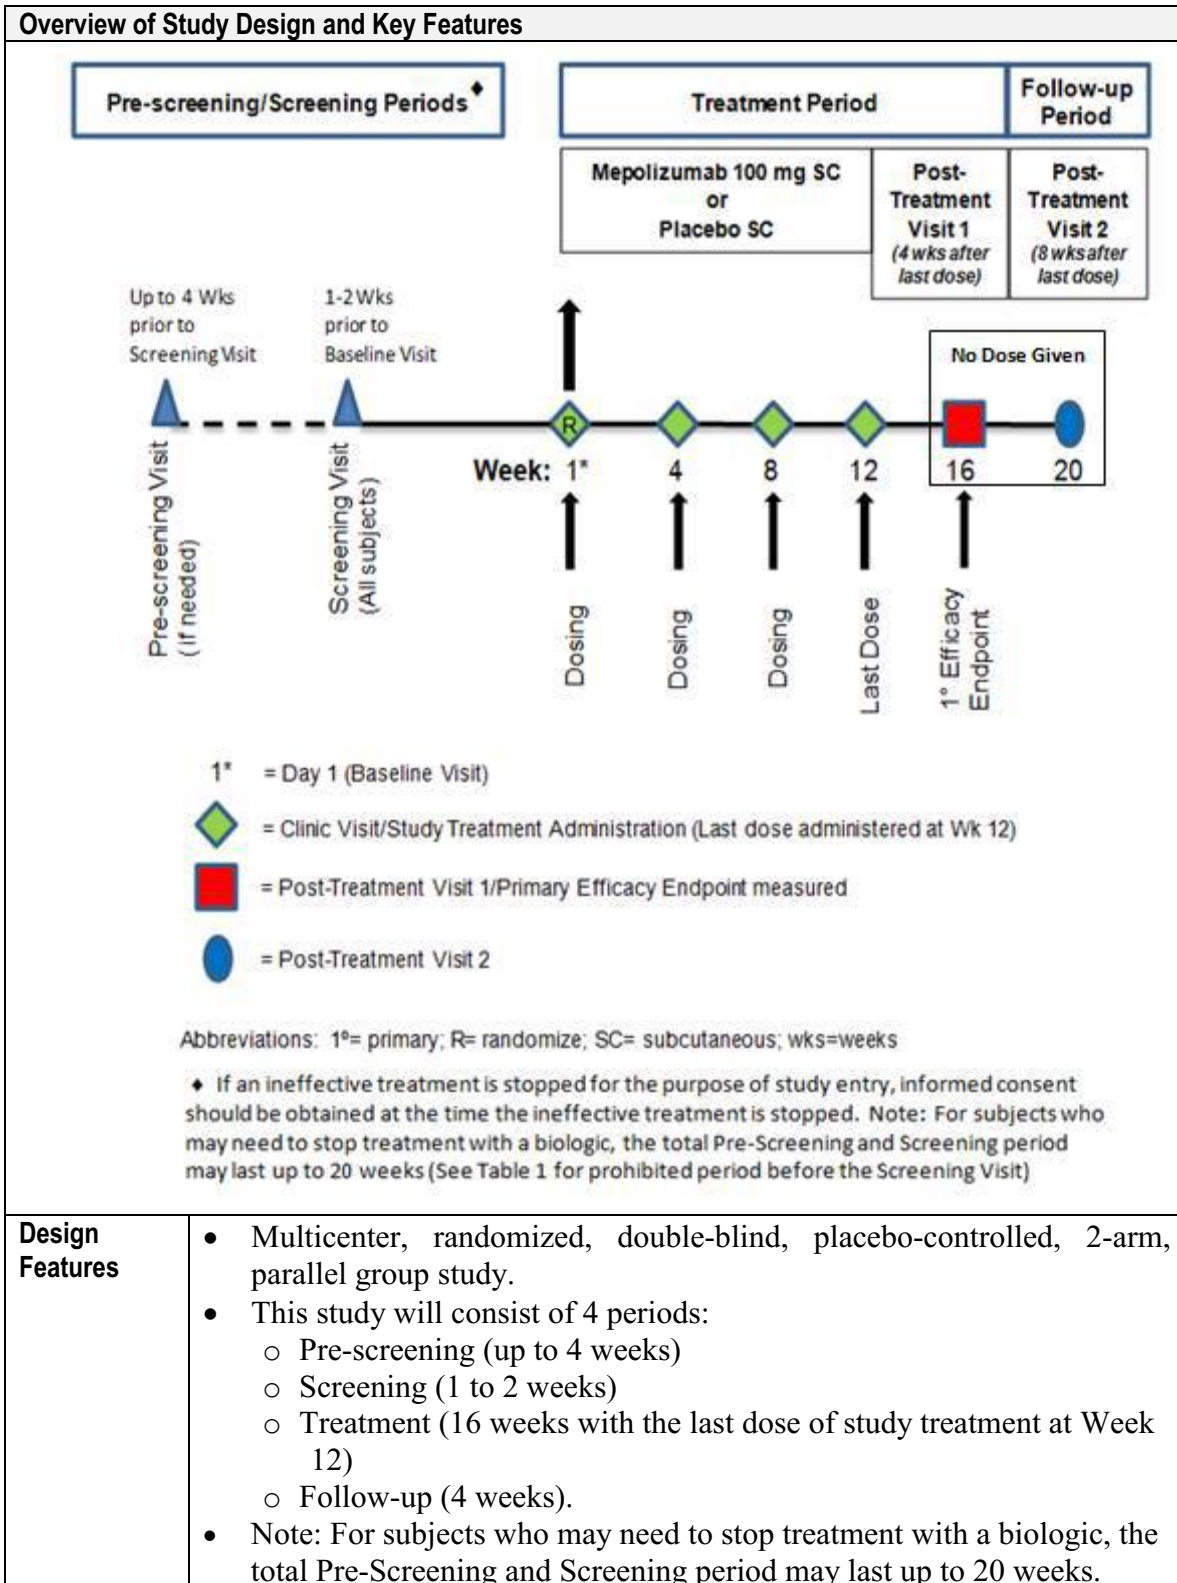 Overview of Study Design and Key Features
Pre-screening/Screening Periods♦
Treatment Period
Follow-up
Period
Mepolizumab 100 mg SC
or
Placebo SC
Post-
Treatment
Visit 1
(4 wks after
last dose)
Post-
Treatment
Visit 2
(8 wks after
last dose)
Up to 4 Wks
prior to
Screening Visit
1-2 Wks
prior to
Baseline Visit
No Dose Given
R
Week: 1* 4 8 12 16 20
Pre-screening Visit
(If needed)
Screening Visit
(All subjects)
Dosing
Dosing
Dosing
Last Dose
1° Efficacy
Endpoint
1* = Day 1 (Baseline Visit)
= Clinic Visit/Study Treatment Administration (Last dose administered at Wk 12)
= Post-Treatment Visit 1/Primary Efficacy Endpoint measured
= Post-Treatment Visit 2
Abbreviations: 1º= primary; R= randomize; SC= subcutaneous; wks=weeks
♦ If an ineffective treatment is stopped for the purpose of study entry, informed consent
should be obtained at the time the ineffective treatment is stopped. Note: For subjects who
may need to stop treatment with a biologic, the total Pre-Screening and Screening period
may last up to 20 weeks (See Table 1 for prohibited period before the Screening Visit)
Design
Features
• Multicenter, randomized, double-blind, placebo-controlled, 2-arm,
parallel group study.
• This study will consist of 4 periods:
o Pre-screening (up to 4 weeks)
o Screening (1 to 2 weeks)
o Treatment (16 weeks with the last dose of study treatment at Week
12)
o Follow-up (4 weeks).
• Note: For subjects who may need to stop treatment with a biologic, the
total Pre-Screening and Screening period may last up to 20 weeks.